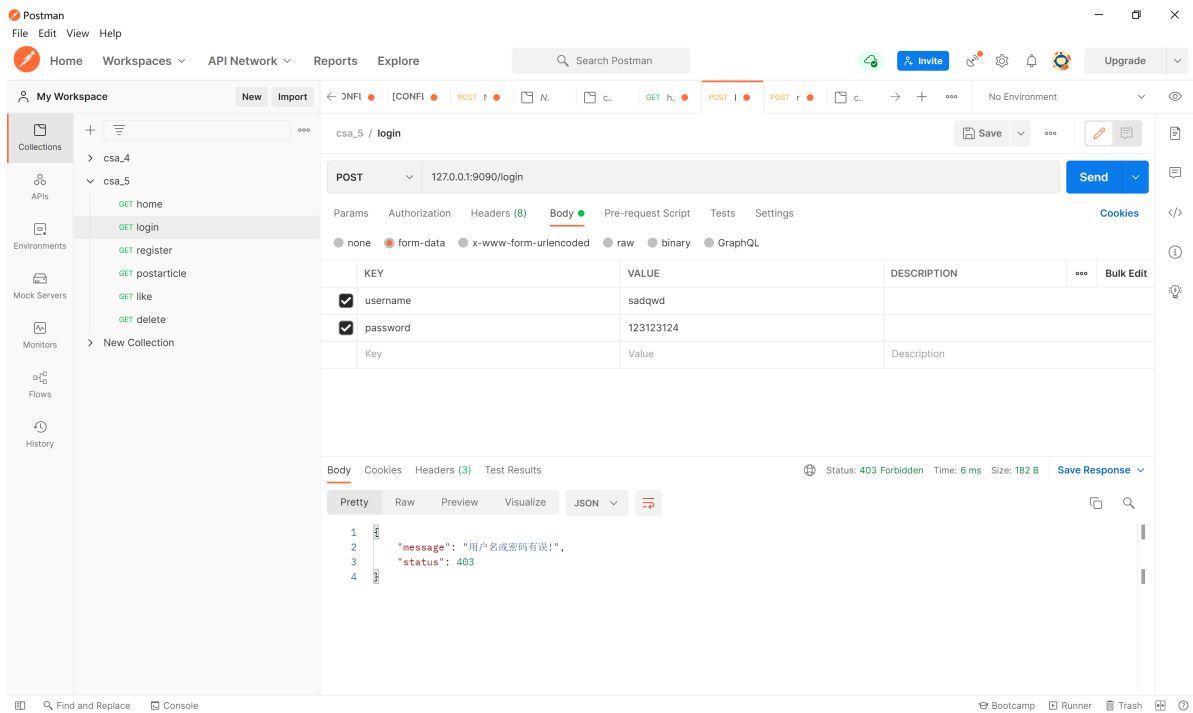 Postman
File Edit View Help
Home Workspaces API Network Reports Explore Search Postman Invite Upgrade
My Workspace New Import ONFL [CONFL POST N. c.. GET h. POST l POST r c.. No Environment
Collections
APIs
Environments
Mock Servers
Monitors
Flows
History
csa_4
csa_5
GET home
GET login
GET register
GET postarticle
GET like
GET delete
New Collection
csa_5 / login Save
POST 127.0.0.1:9090/login Send
Params Authorization Headers (8) Body Pre-request Script Tests Settings Cookies
none form-data x-www-form-urlencoded raw binary GraphQL
KEY VALUE DESCRIPTION Bulk Edit
username sadqwd
password 123123124
Key Value Description
Body Cookies Headers (3) Test Results Status: 403 Forbidden Time: 6 ms Size: 182 B Save Response
Pretty Raw Preview Visualize JSON
1 {
2 "message": "用户名或密码有误!",
3 "status": 403
4 }
Find and Replace Console Bootcamp Runner Trash